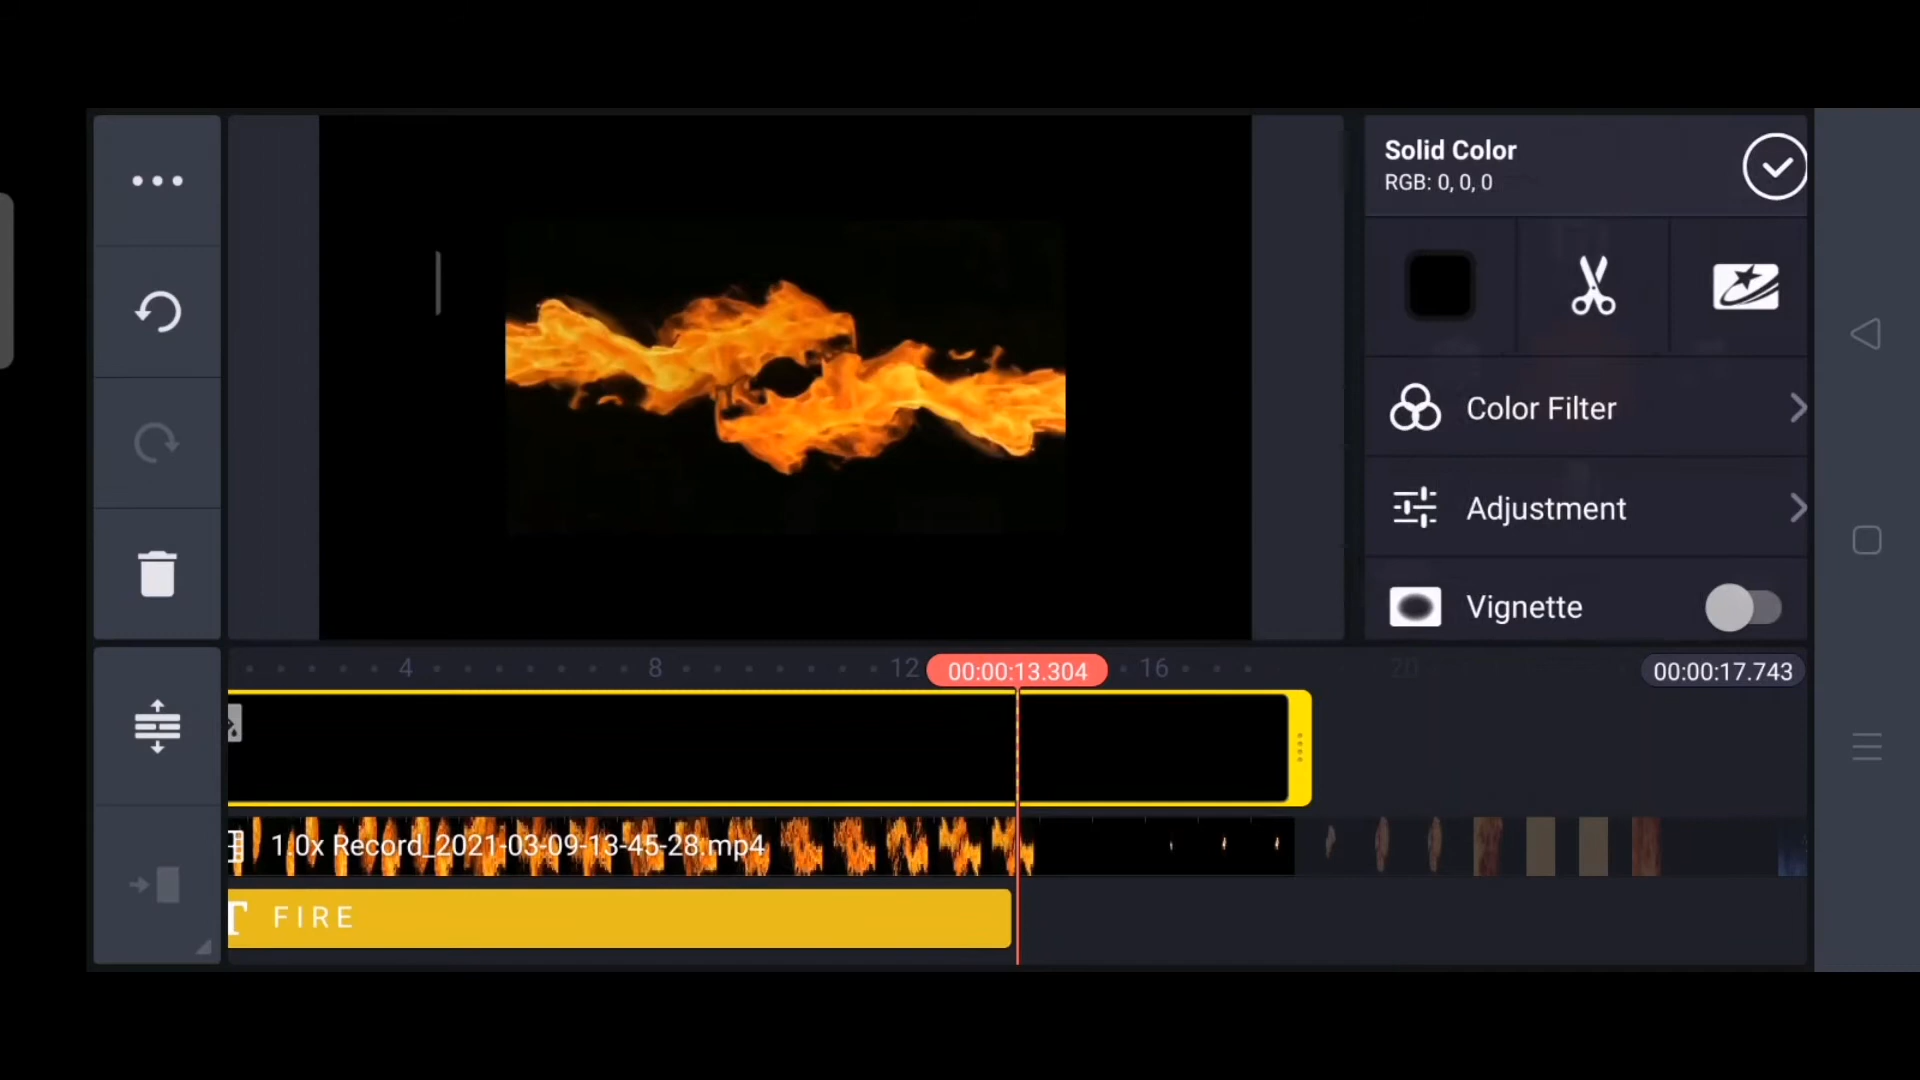 Solid Color
RGB: 0, 0, 0
Color Filter
Adjustment
Vignette
4 8 12 00:00:13.304 16 20 00:00:17.743
1.0x Record_2021-03-09-13-45-28.mp4
T FIRE